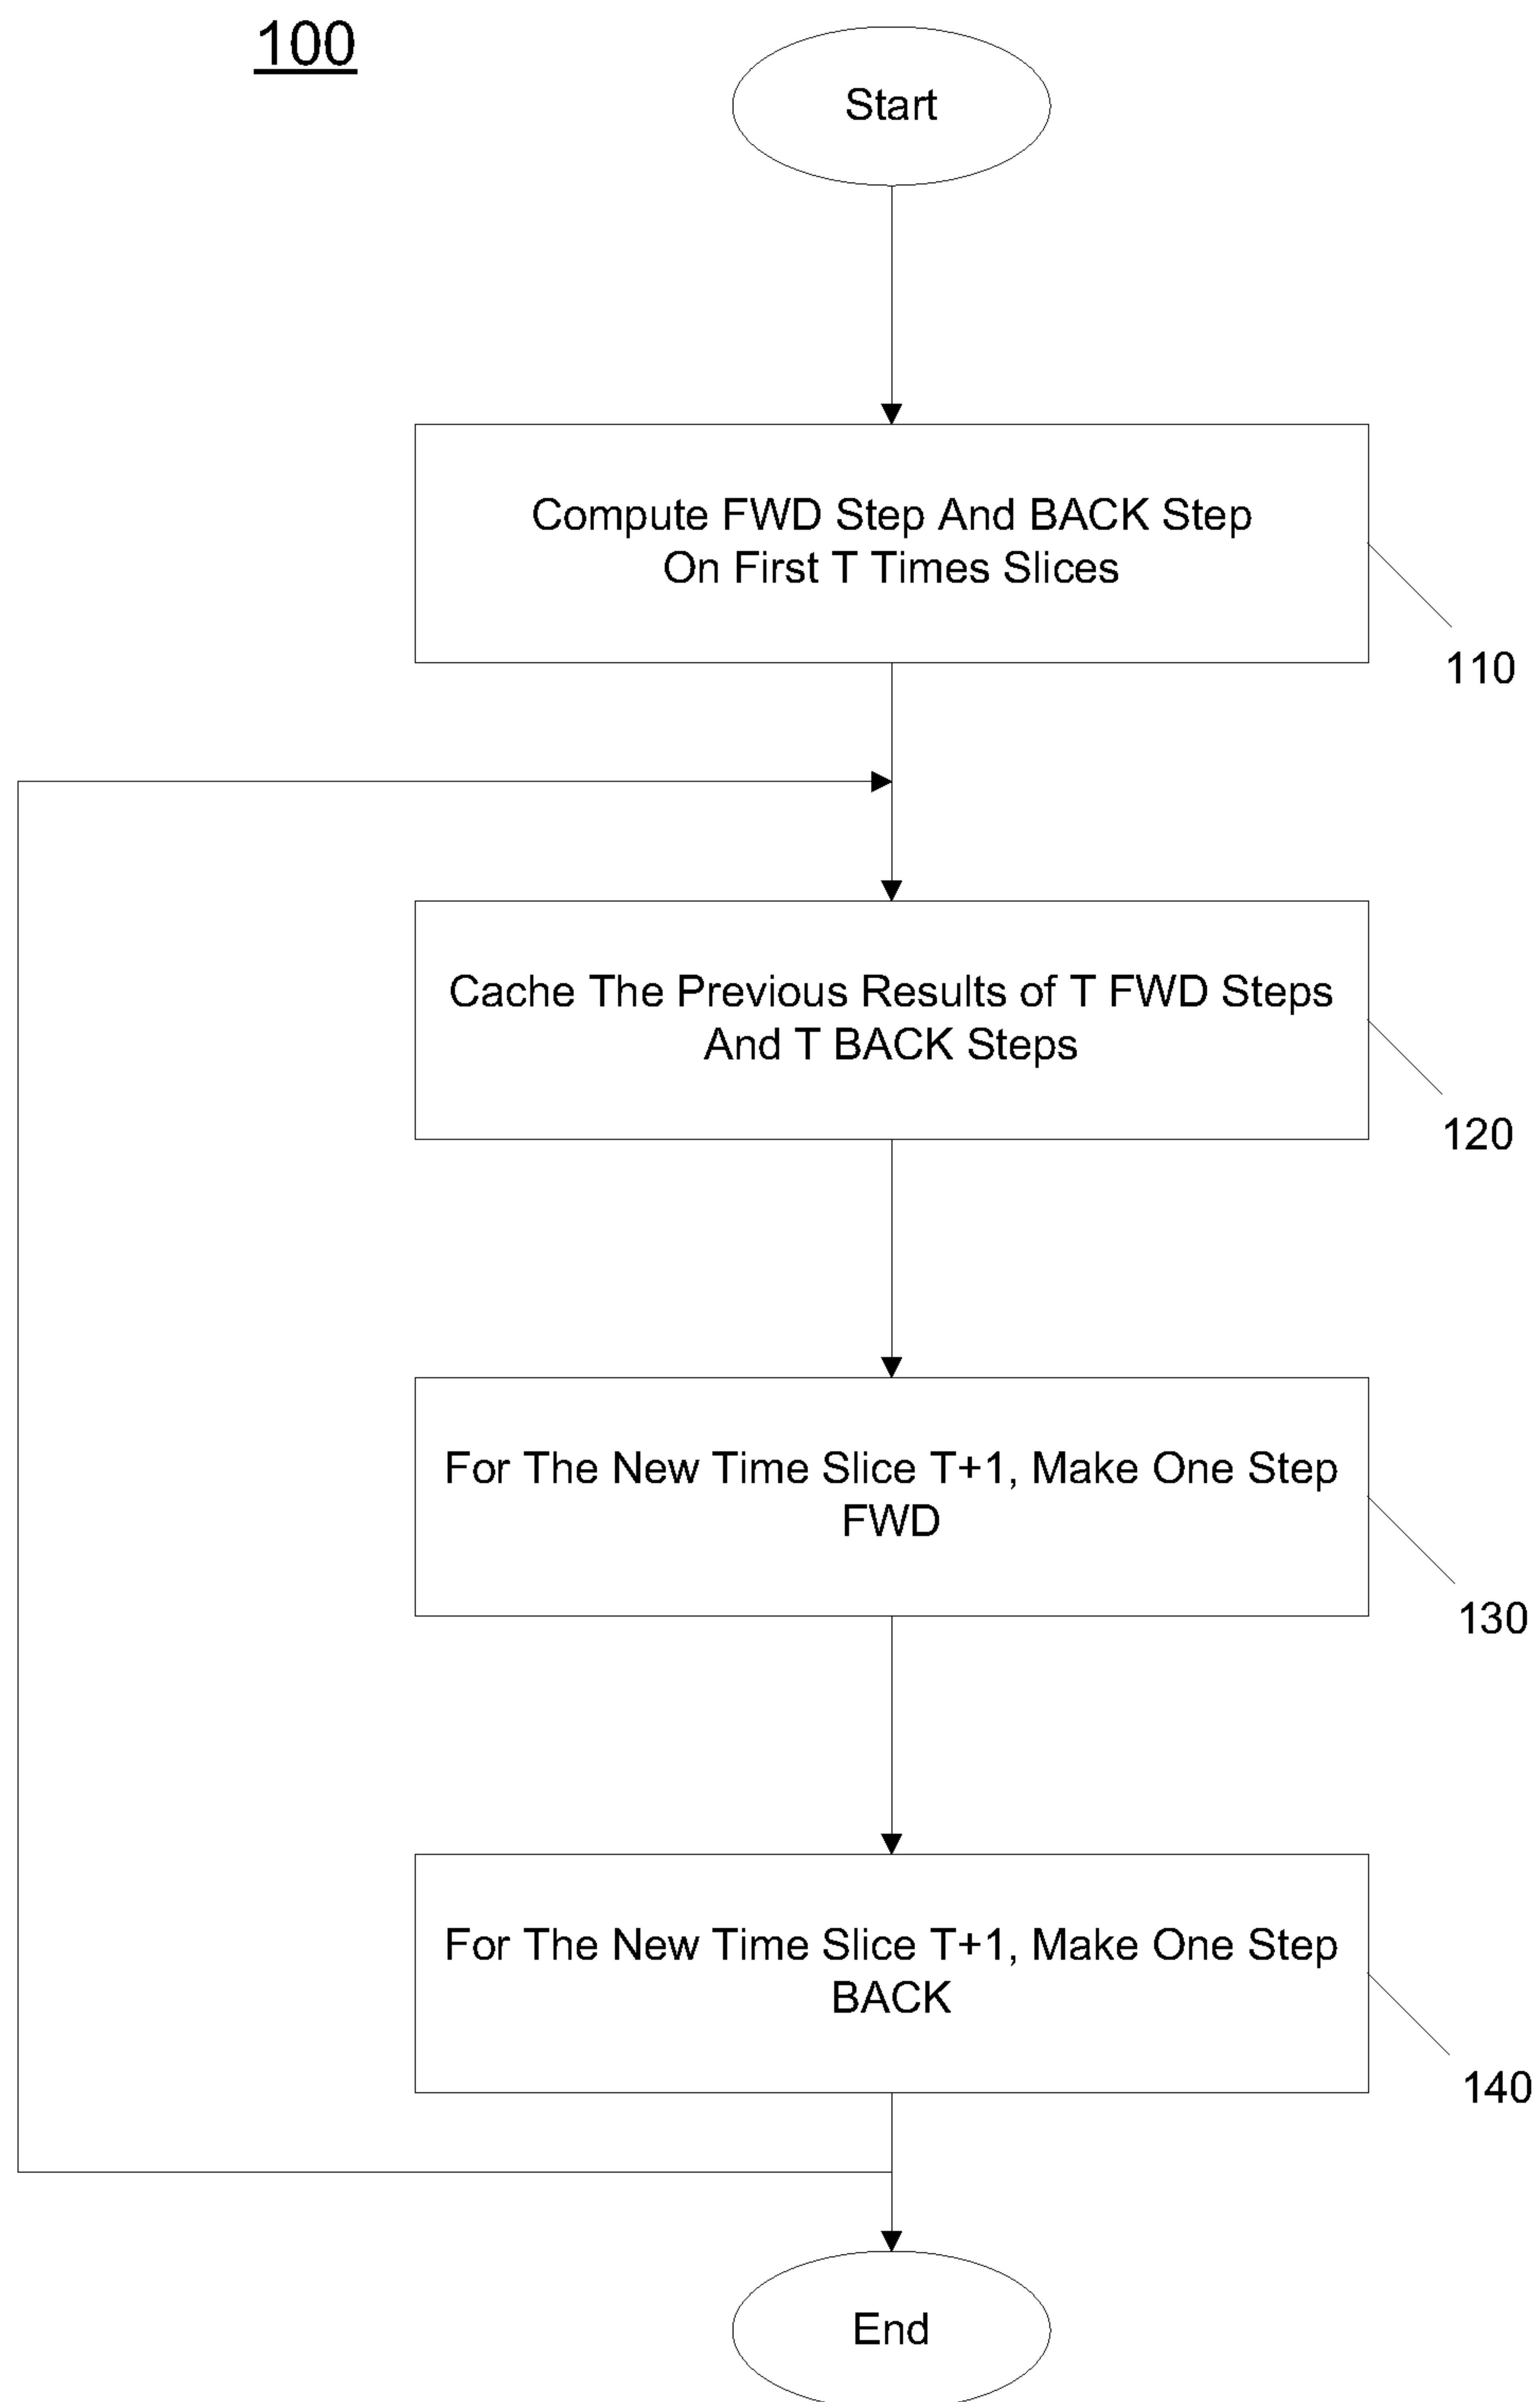 100
Start
Compute FWD Step And BACK Step
On First T Times Slices
110
Cache The Previous Results of T FWD Steps
And T BACK Steps
120
For The New Time Slice T+1, Make One Step
FWD
130
For The New Time Slice T+1, Make One Step
BACK
140
End